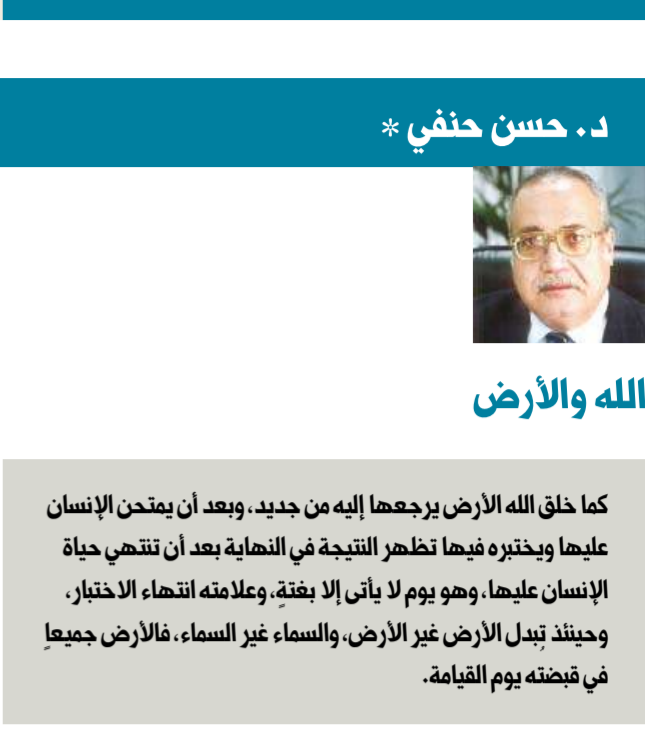 د. حسن حنفي *
الله والأرض
كما خلق الله الأرض يرجعها إليه من جديد، وبعد أن يمتحن الإنسان
عليها ويختبره فيها تظهر النتيجة في النهاية بعد أن تنتهي حياة
الإنسان عليها، وهو يوم لا يأتى إلا بغتةٍ، وعلامته انتهاء الاختبار،
وحينئذ تِبدل الأرض غير الأرض، والسماء غير السماء، فالأرض جميعاٍ
في قبضته يوم القيامة.